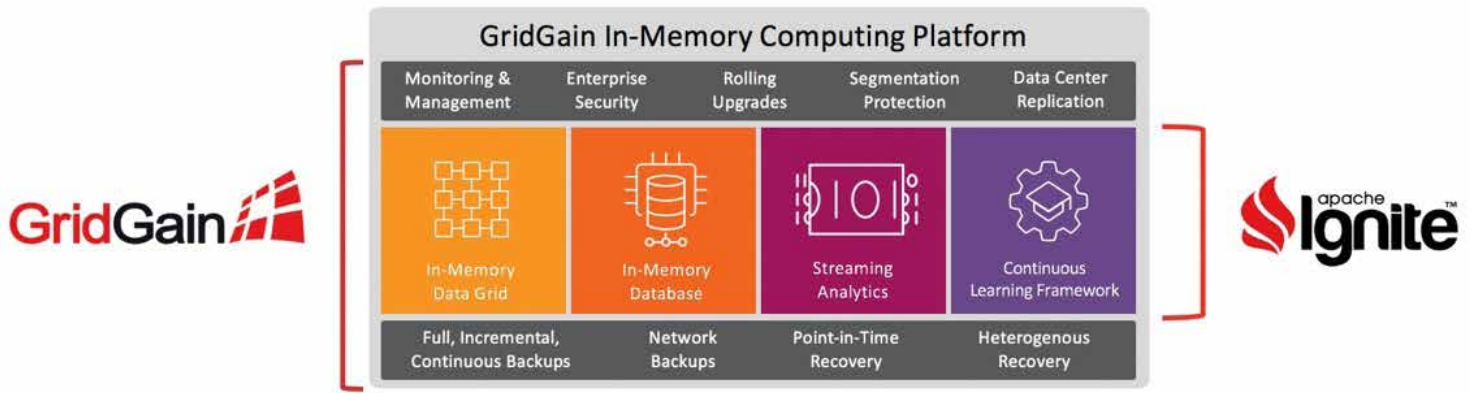 GridGain In-Memory Computing Platform
Monitoring &
Management
Enterprise
Security
Rolling
Upgrades
Segmentation
Protection
Data Center
Replication
GridGain
In-Memory
Data Grid
In-Memory
Database
101
Streaming
Analytics
Continuous
Learning Framework
apache
Ignite™
Full, Incremental,
Continuous Backups
Network
Backups
Point-in-Time
Recovery
Heterogenous
Recovery